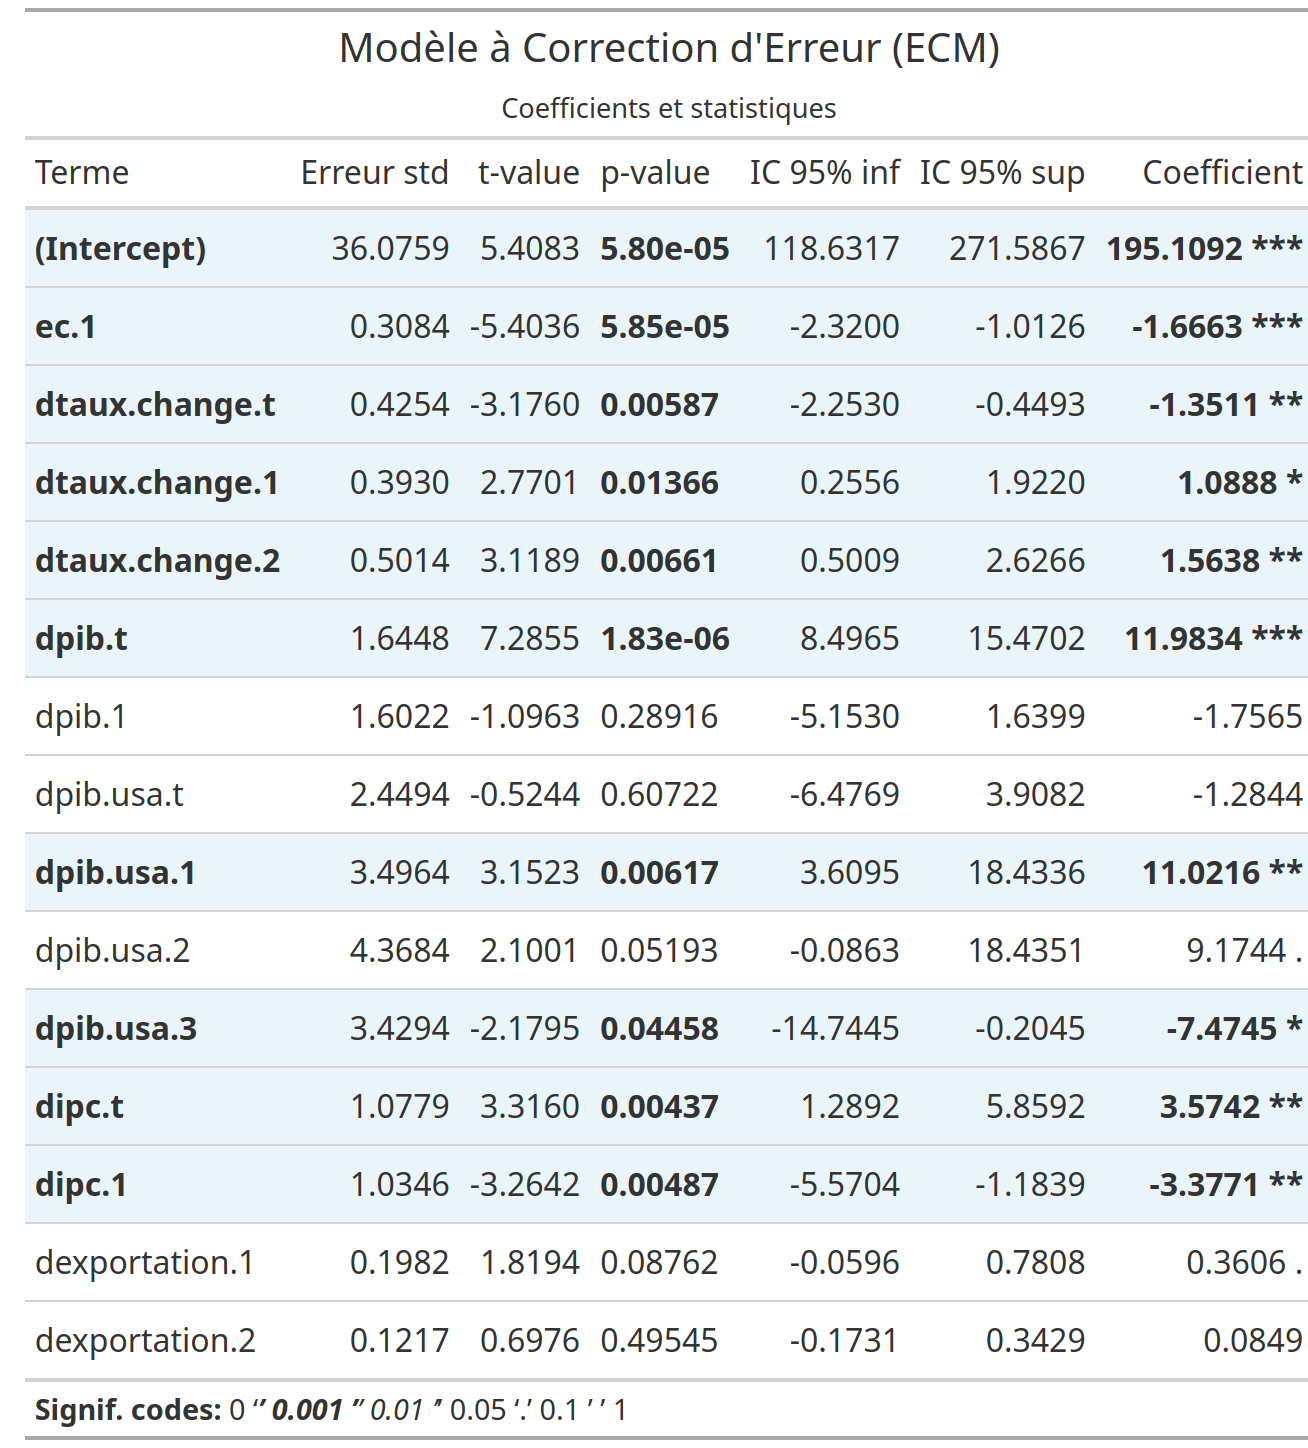 Modèle à Correction d'Erreur (ECM)
Coefficients et statistiques
Terme Erreur std t-value p-value IC 95% inf IC 95% sup Coefficient
(Intercept) 36.0759 5.4083 5.80e-05 118.6317 271.5867 195.1092 ***
ec.1 0.3084 -5.4036 5.85e-05 -2.3200 -1.0126 -1.6663 ***
dtaux.change.t 0.4254 -3.1760 0.00587 -2.2530 -0.4493 -1.3511 **
dtaux.change.1 0.3930 2.7701 0.01366 0.2556 1.9220 1.0888 *
dtaux.change.2 0.5014 3.1189 0.00661 0.5009 2.6266 1.5638 **
dpib.t 1.6448 7.2855 1.83e-06 8.4965 15.4702 11.9834 ***
dpib.1 1.6022 -1.0963 0.28916 -5.1530 1.6399 -1.7565
dpib.usa.t 2.4494 -0.5244 0.60722 -6.4769 3.9082 -1.2844
dpib.usa.1 3.4964 3.1523 0.00617 3.6095 18.4336 11.0216 **
dpib.usa.2 4.3684 2.1001 0.05193 -0.0863 18.4351 9.1744 .
dpib.usa.3 3.4294 -2.1795 0.04458 -14.7445 -0.2045 -7.4745 *
dipc.t 1.0779 3.3160 0.00437 1.2892 5.8592 3.5742 **
dipc.1 1.0346 -3.2642 0.00487 -5.5704 -1.1839 -3.3771 **
dexportation.1 0.1982 1.8194 0.08762 -0.0596 0.7808 0.3606 .
dexportation.2 0.1217 0.6976 0.49545 -0.1731 0.3429 0.0849
Signif. codes: 0 ‘’ 0.001 ’’ 0.01 ’’ 0.05 ‘.’ 0.1 ’ ’ 1